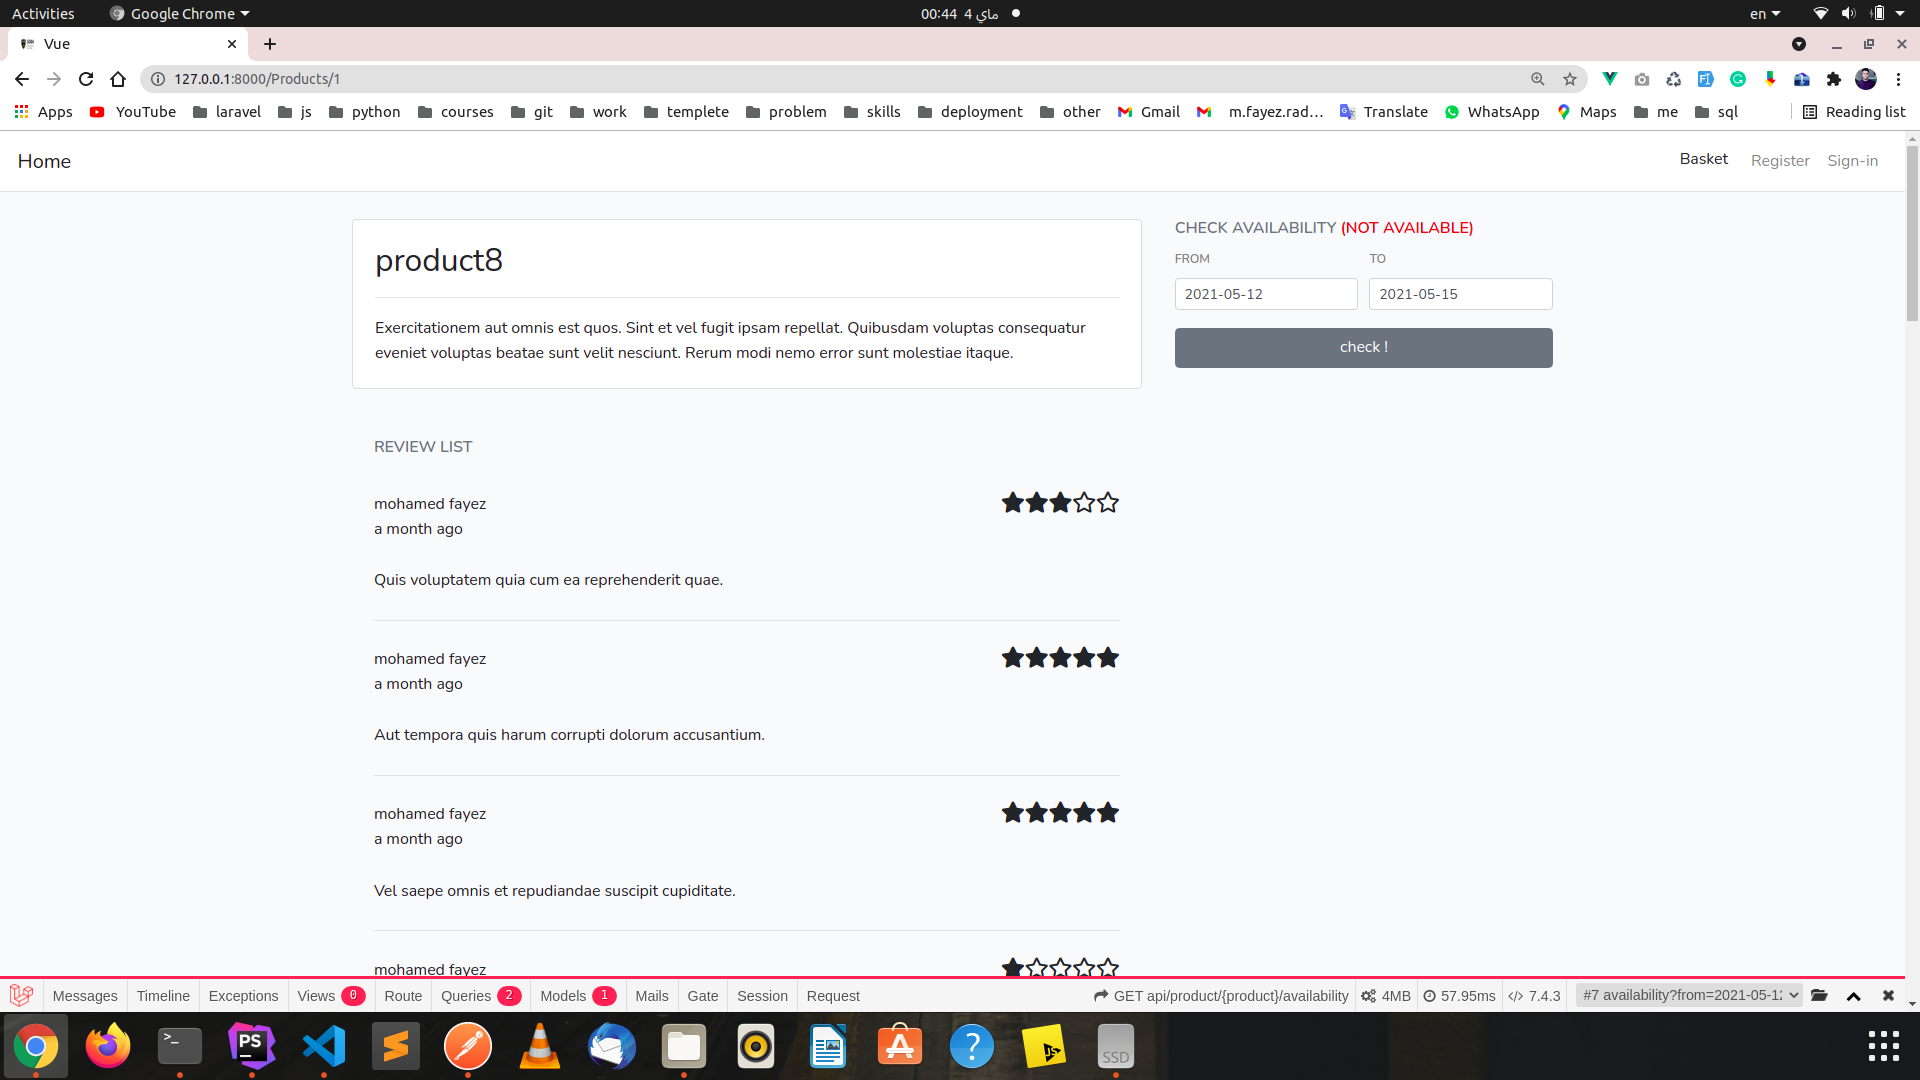 Activities Google Chrome 00:44 4 ماي en
Vue
127.0.0.1:8000/Products/1
Apps YouTube laravel js python courses git work templete problem skills deployment other Gmail m.fayez.rad... Translate WhatsApp Maps me sql Reading list
Home Basket Register Sign-in
product8
Exercitationem aut omnis est quos. Sint et vel fugit ipsam repellat. Quibusdam voluptas consequatur
eveniet voluptas beatae sunt velit nesciunt. Rerum modi nemo error sunt molestiae itaque.
CHECK AVAILABILITY (NOT AVAILABLE)
FROM TO
2021-05-12 2021-05-15
check !
REVIEW LIST
mohamed fayez
a month ago
Quis voluptatem quia cum ea reprehenderit quae.
mohamed fayez
a month ago
Aut tempora quis harum corrupti dolorum accusantium.
mohamed fayez
a month ago
Vel saepe omnis et repudiandae suscipit cupiditate.
mohamed fayez
Messages Timeline Exceptions Views 0 Route Queries 2 Models 1 Mails Gate Session Request GET api/product/{product}/availability 4MB 57.95ms 7.4.3 #7 availability?from=2021-05-12
>_ PS S ? JS SSD